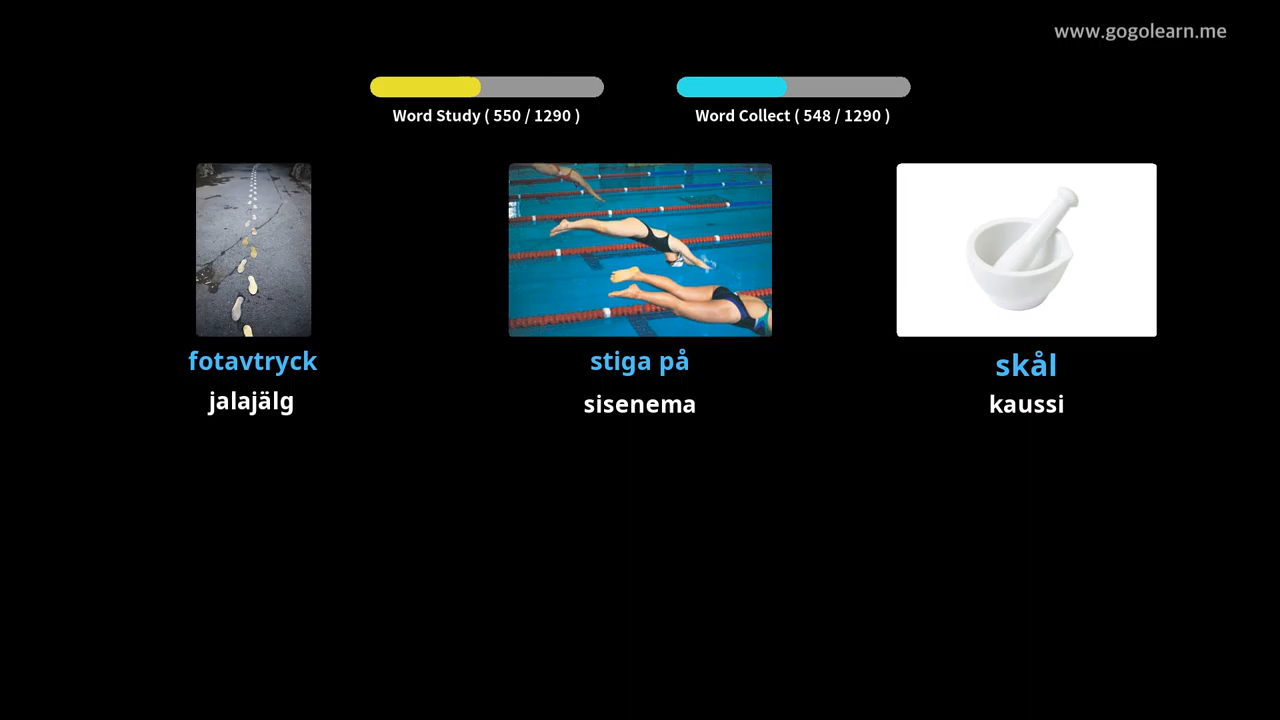 www.gogolearn.me
Word Study ( 550 / 1290 )
Word Collect ( 548 / 1290 )
fotavtryck
stiga på
skål
jalajälg
sisenema
kaussi